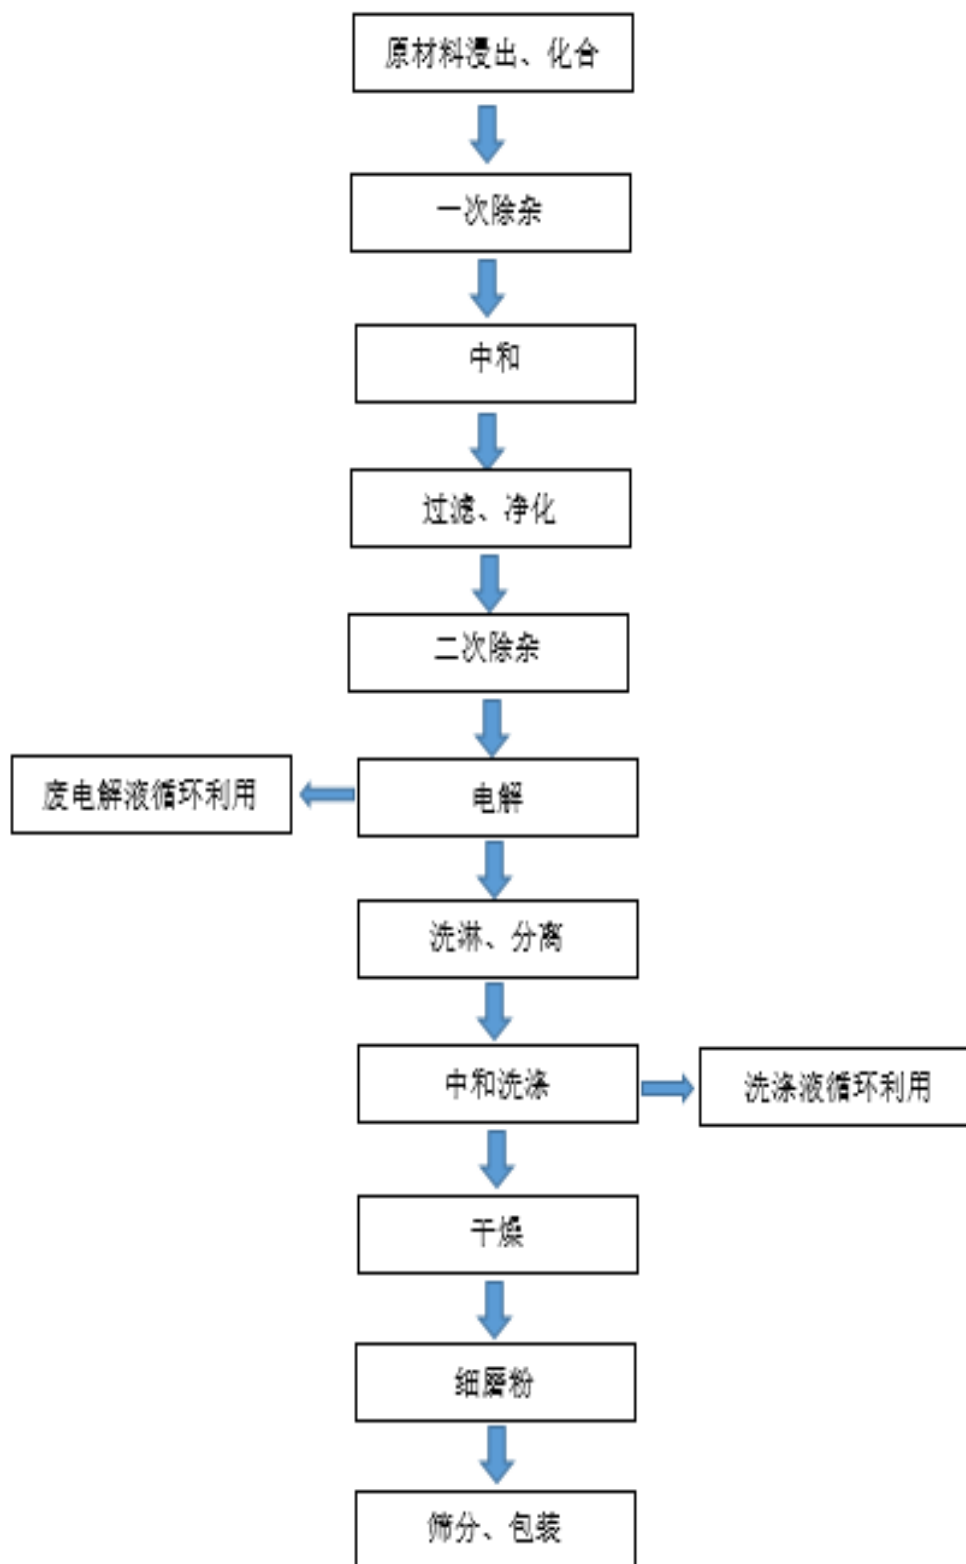 原材料浸出、化合
一次除杂
中和
过滤、净化
二次除杂
废电解液循环利用
电解
洗淋、分离
中和洗涤
洗涤液循环利用
干燥
细磨粉
筛分、包装